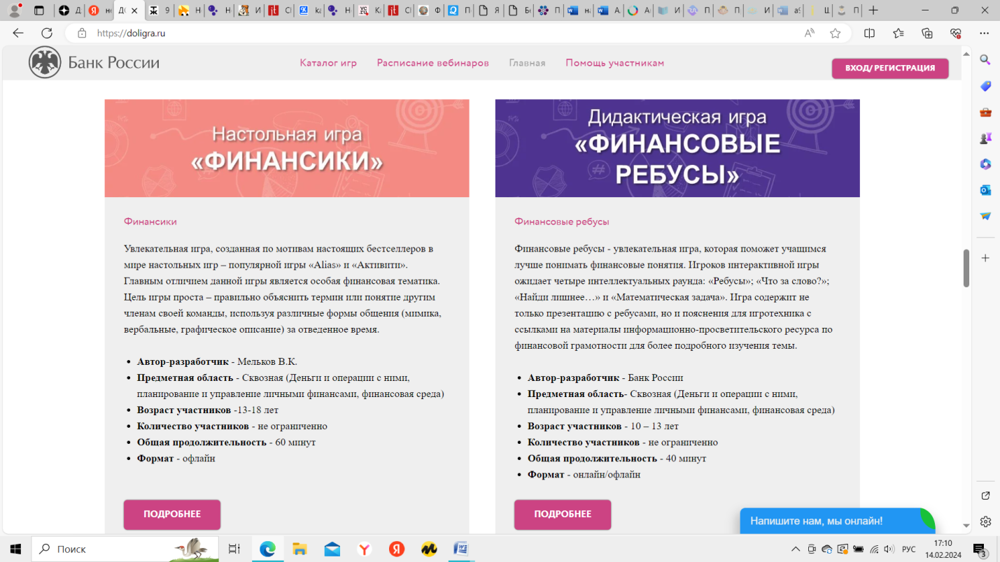 https://doligra.ru
Банк России
Каталог игр
Расписание вебинаров
Главная
Помощь участникам
ВХОД/ РЕГИСТРАЦИЯ
Настольная игра
«ФИНАНСИКИ»
Финансики
Увлекательная игра, созданная по мотивам настоящих бестселлеров в
мире настольных игр – популярной игры «Alias» и «Активити».
Главным отличием данной игры является особая финансовая тематика.
Цель игры проста – правильно объяснить термин или понятие другим
членам своей команды, используя различные формы общения (мимика,
вербальные, графическое описание) за отведенное время.
Автор-разработчик - Мельков В.К.
Предметная область - Сквозная (Деньги и операции с ними,
планирование и управление личными финансами, финансовая среда)
Возраст участников -13-18 лет
Количество участников - не ограниченно
Общая продолжительность - 60 минут
Формат - офлайн
ПОДРОБНЕЕ
Дидактическая игра
«ФИНАНСОВЫЕ
РЕБУСЫ»
Финансовые ребусы
Финансовые ребусы - увлекательная игра, которая поможет учащимся
лучше понимать финансовые понятия. Игроков интерактивной игры
ожидает четыре интеллектуальных раунда: «Ребусы»; «Что за слово?»;
«Найди лишнее…» и «Математическая задача». Игра содержит не
только презентацию с ребусами, но и пояснения для игротехника с
ссылками на материалы информационно-просветительского ресурса по
финансовой грамотности для более подробного изучения темы.
Автор-разработчик - Банк России
Предметная область- Сквозная (Деньги и операции с ними,
планирование и управление личными финансами, финансовая среда)
Возраст участников - 10 – 13 лет
Количество участников - не ограниченно
Общая продолжительность - 40 минут
Формат - онлайн/офлайн
ПОДРОБНЕЕ
Напишите нам, мы онлайн!
Поиск
РУС
17:10
14.02.2024
3